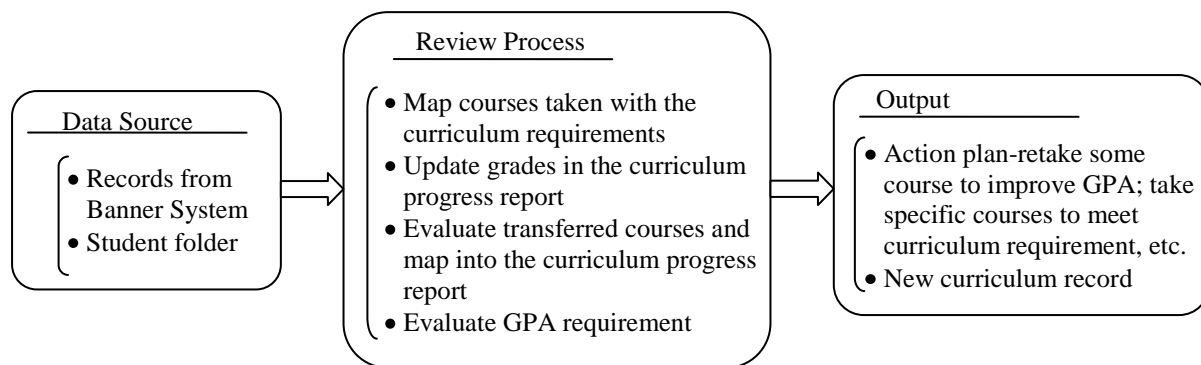 Data Source
• Records from
Banner System
• Student folder
Review Process
• Map courses taken with the
curriculum requirements
• Update grades in the curriculum
progress report
• Evaluate transferred courses and
map into the curriculum progress
report
• Evaluate GPA requirement
Output
• Action plan-retake some
course to improve GPA; take
specific courses to meet
curriculum requirement, etc.
• New curriculum record